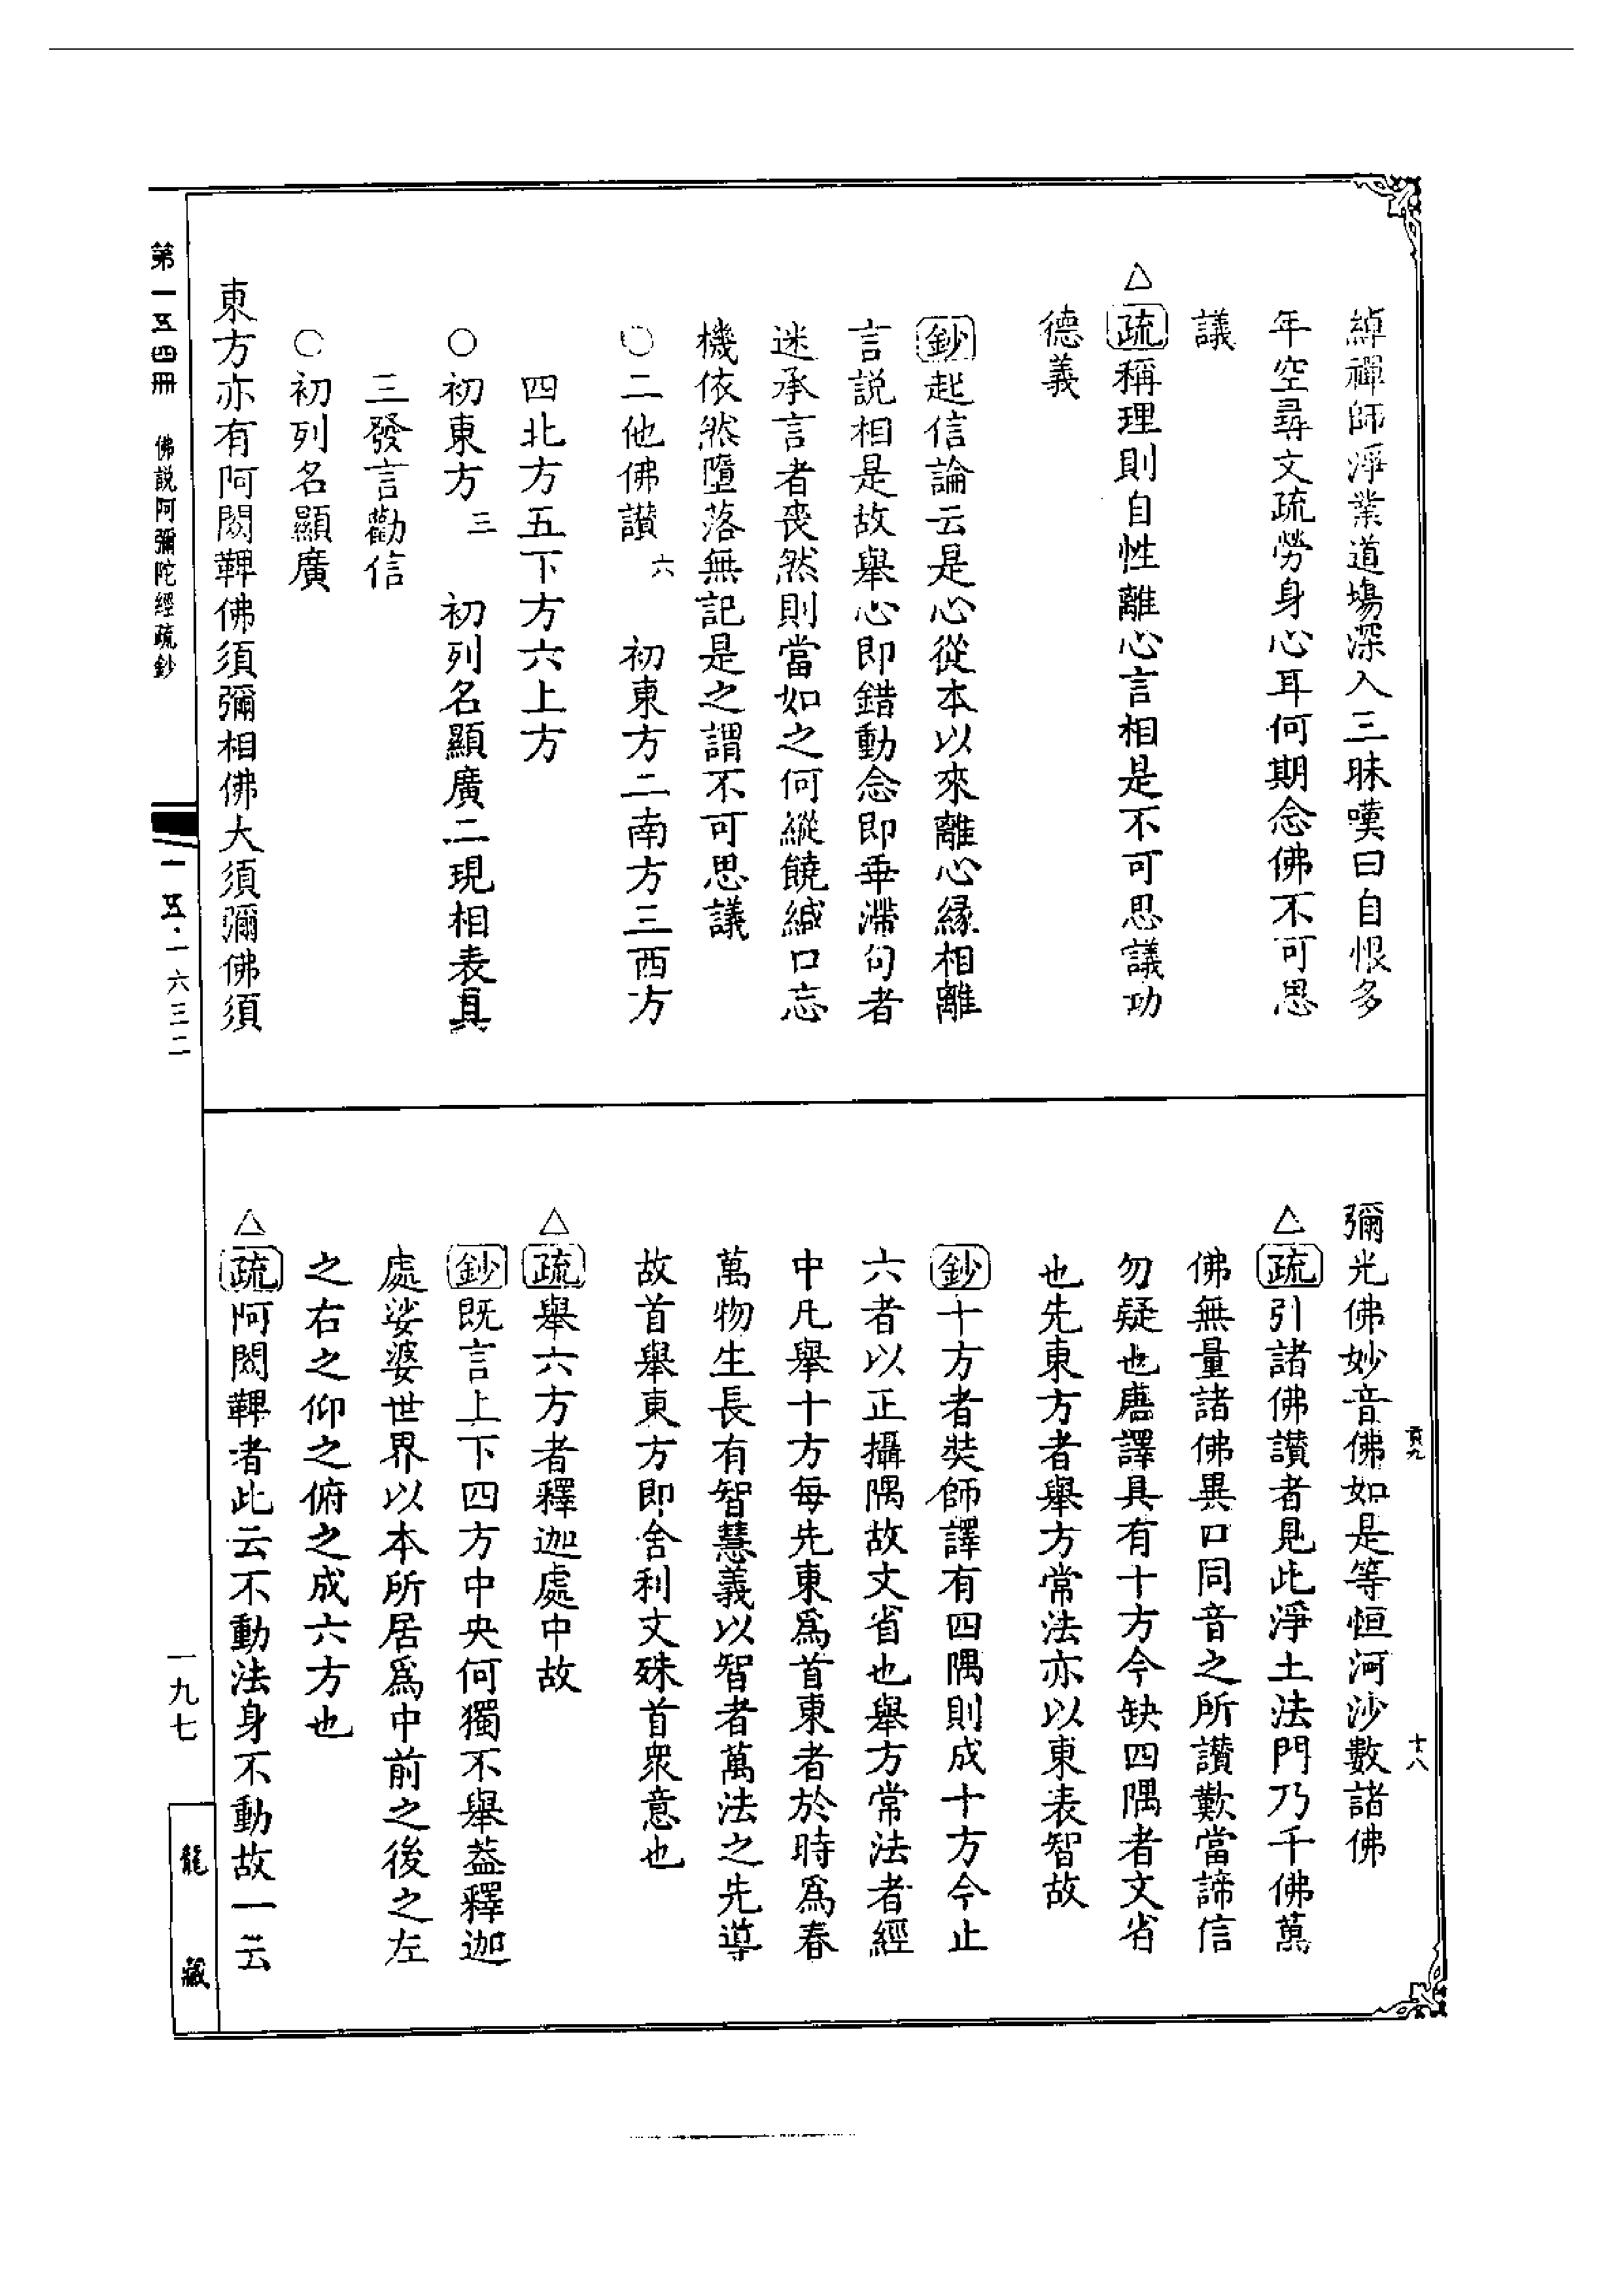 綽禪師淨業道場深入三昧嘆曰自恨多
年空尋文疏勞身心耳何期念佛不可思
議
△疏稱理則自性離心言相是不可思議功
德義
鈔起信論云是心從本以來離心緣相離
言說相是故舉心即錯動念即乖滯句者
迷承言者喪然則當如之何縱饒緘口忘
機依然墮落無記是之謂不可思議
○二他佛讃六 初東方二南方三西方
四北方五下方六上方
○初東方三 初列名顯廣二現相表真
三發言勸信
○初列名顯廣
東方亦有阿閦鞞佛須彌相佛大須彌佛須
彌光佛妙音佛如是等恒河沙數諸佛
△疏引諸佛讃者見此淨土法門乃千佛萬
佛無量諸佛異口同音之所讃歎當諦信
勿疑也唐譯具有十方今缺四隅者文省
也先東方者舉方常法亦以東表智故
鈔十方者奘師譯有四隅則成十方今止
六者以正攝隅故文省也舉方常法者經
中凡舉十方每先東爲首東者於時爲春
萬物生長有智慧義以智者萬法之先導
故首舉東方即舍利文殊首衆意也
△疏舉六方者釋迦處中故
鈔既言上下四方中央何獨不舉葢釋迦
處娑婆世界以本所居爲中前之後之左
之右之仰之俯之成六方也
△疏阿閦鞞者此云不動法身不動故一云
第一五四冊 佛說阿彌陀經疏鈔
一五·一六三二
一九七
龍藏
頁九
十八